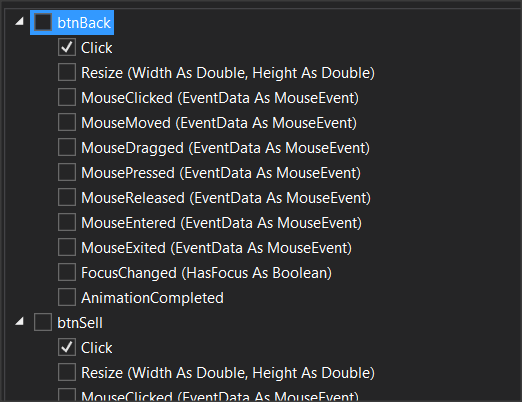 btnBack
Click
Resize (Width As Double, Height As Double)
MouseClicked (EventData As MouseEvent)
MouseMoved (EventData As MouseEvent)
MouseDragged (EventData As MouseEvent)
MousePressed (EventData As MouseEvent)
MouseReleased (EventData As MouseEvent)
MouseEntered (EventData As MouseEvent)
MouseExited (EventData As MouseEvent)
FocusChanged (HasFocus As Boolean)
AnimationCompleted
btnSell
Click
Resize (Width As Double, Height As Double)
MouseClicked (EventData As MouseEvent)